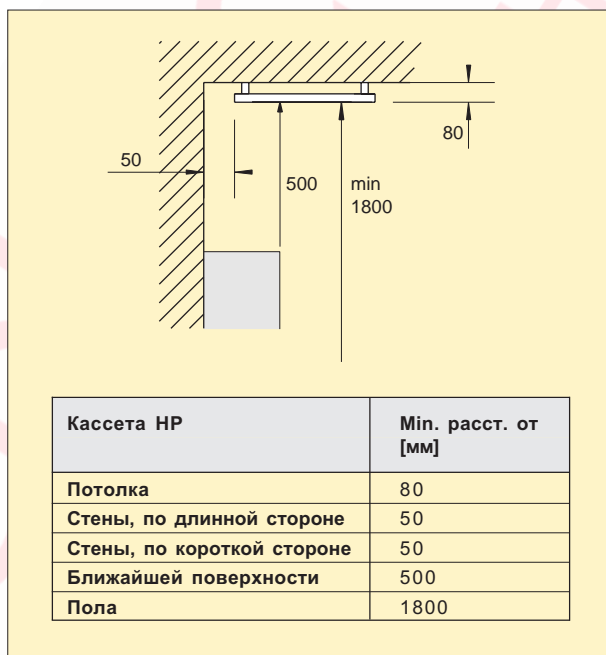 80
50
500
min
1800
Кассета НР
Min. расст. от
[мм]
Потолка 80
Стены, по длинной стороне 50
Стены, по короткой стороне 50
Ближайшей поверхности 500
Пола 1800